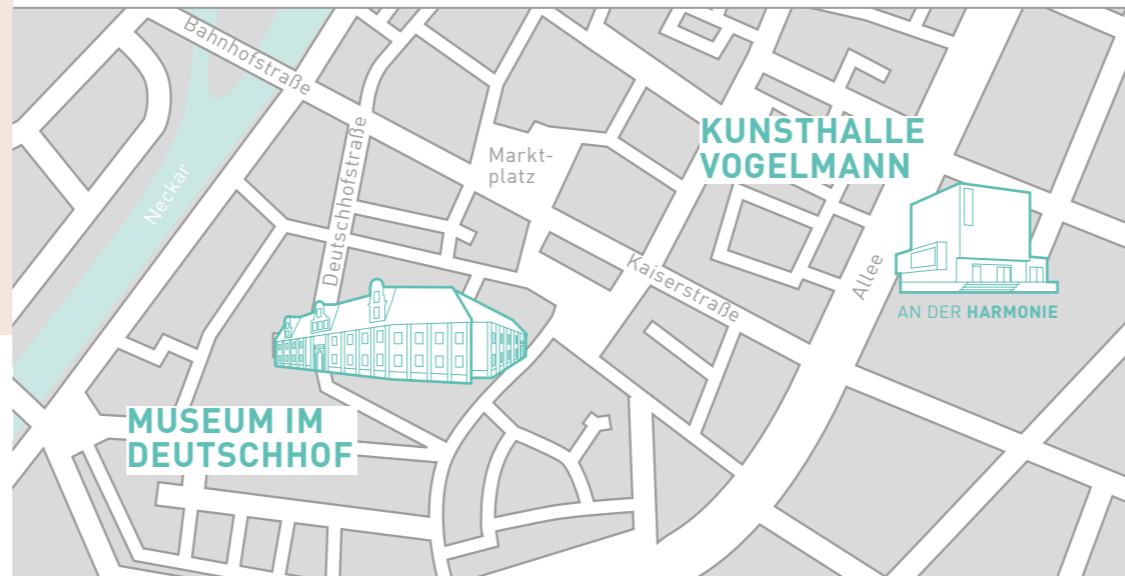 Bahnhofstraße
Neckar
Deutschhofstraße
Markt-
platz
KUNSTHALLE
VOGELMANN
Kaiserstraße
Allee
AN DER HARMONIE
MUSEUM IM
DEUTSCHHOF